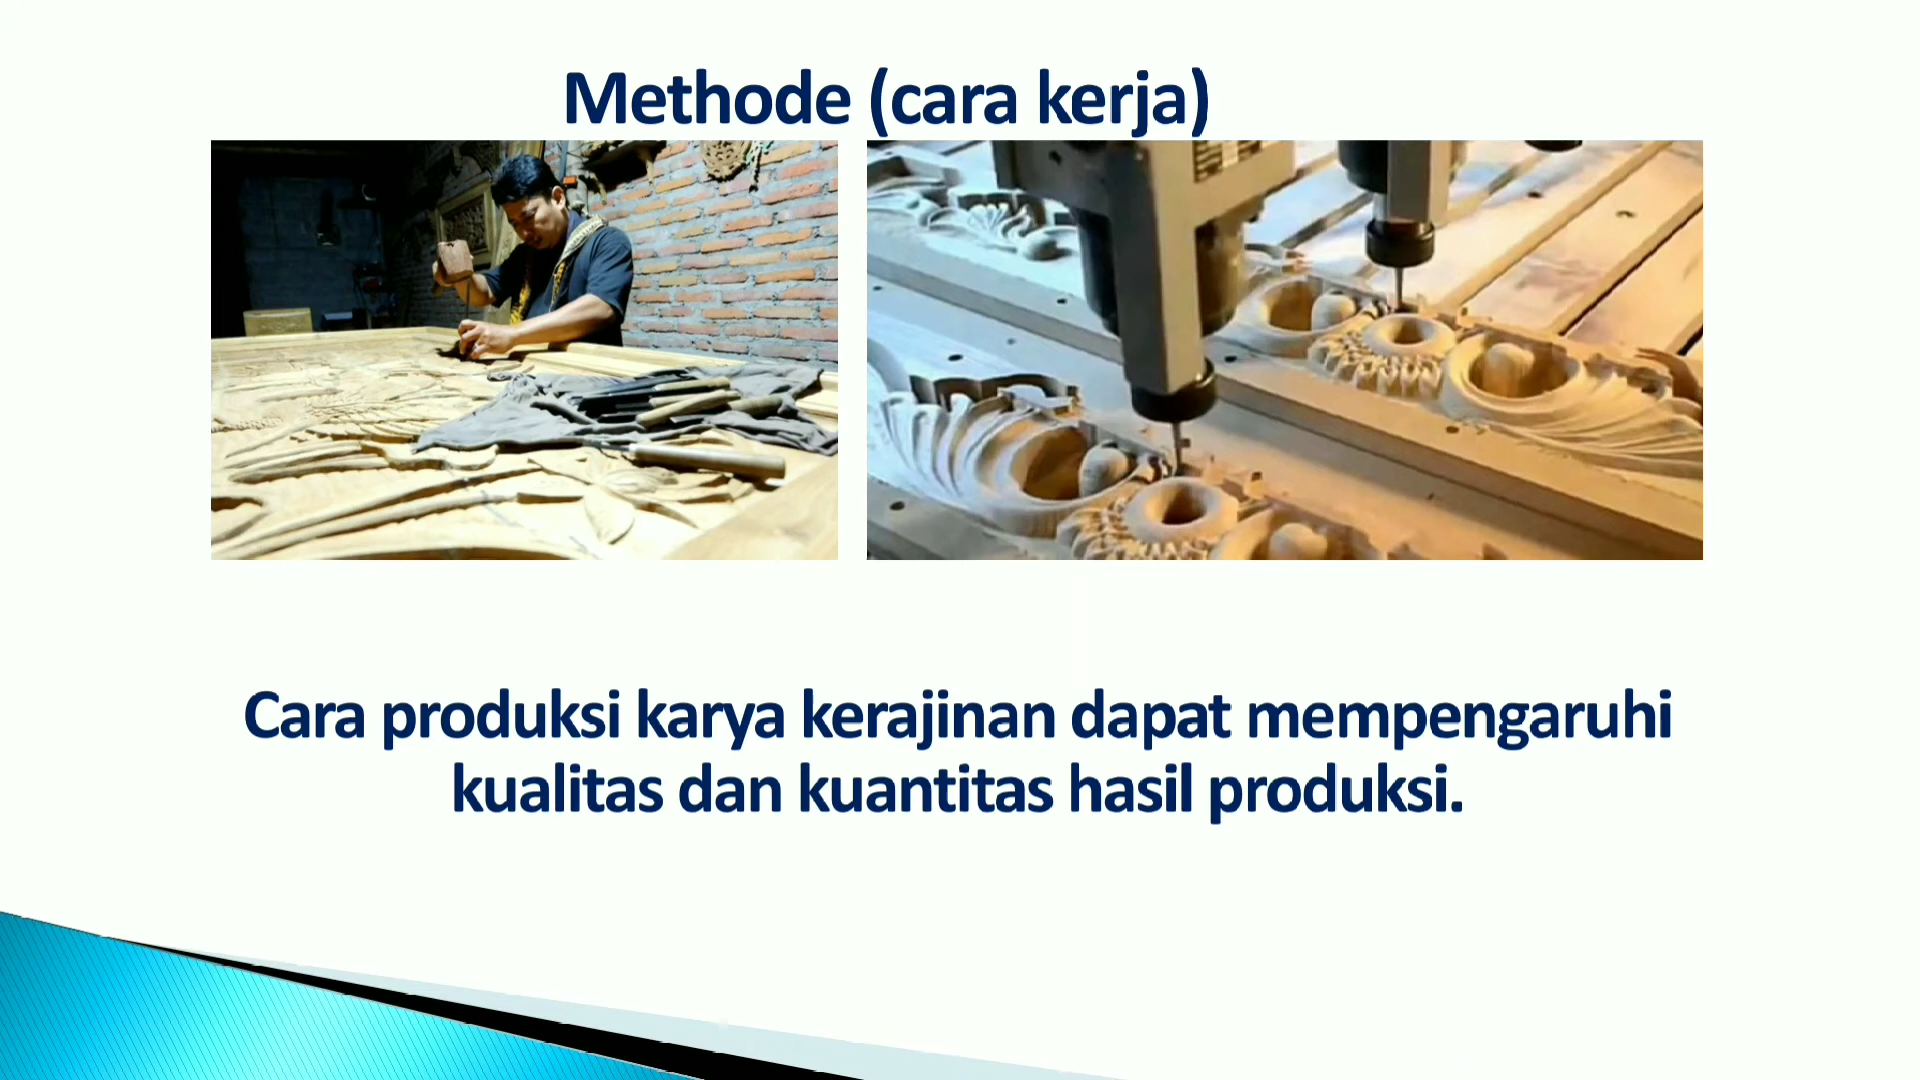 Methode (cara kerja)
Cara produksi karya kerajinan dapat mempengaruhi
kualitas dan kuantitas hasil produksi.